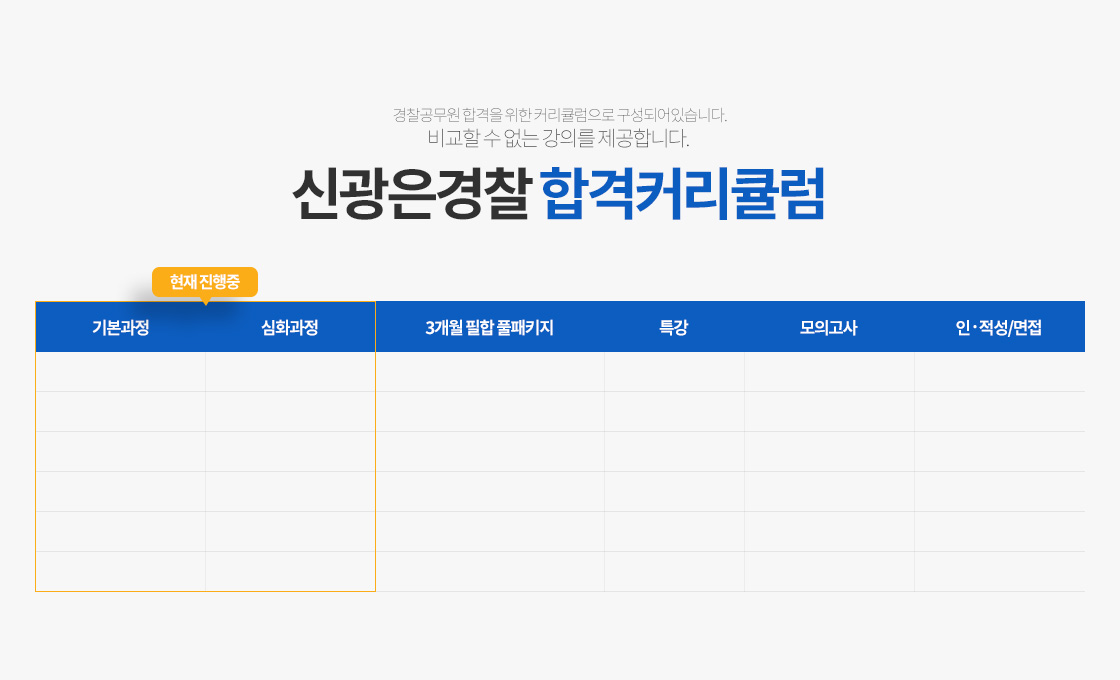 경찰공무원 합격을 위한 커리큘럼으로 구성되어있습니다.
비교할 수 없는 강의를 제공합니다.
신광은경찰 합격커리큘럼
현재 진행중
기본과정 심화과정 3개월 필합 풀패키지 특강 모의고사 인·적성/면접